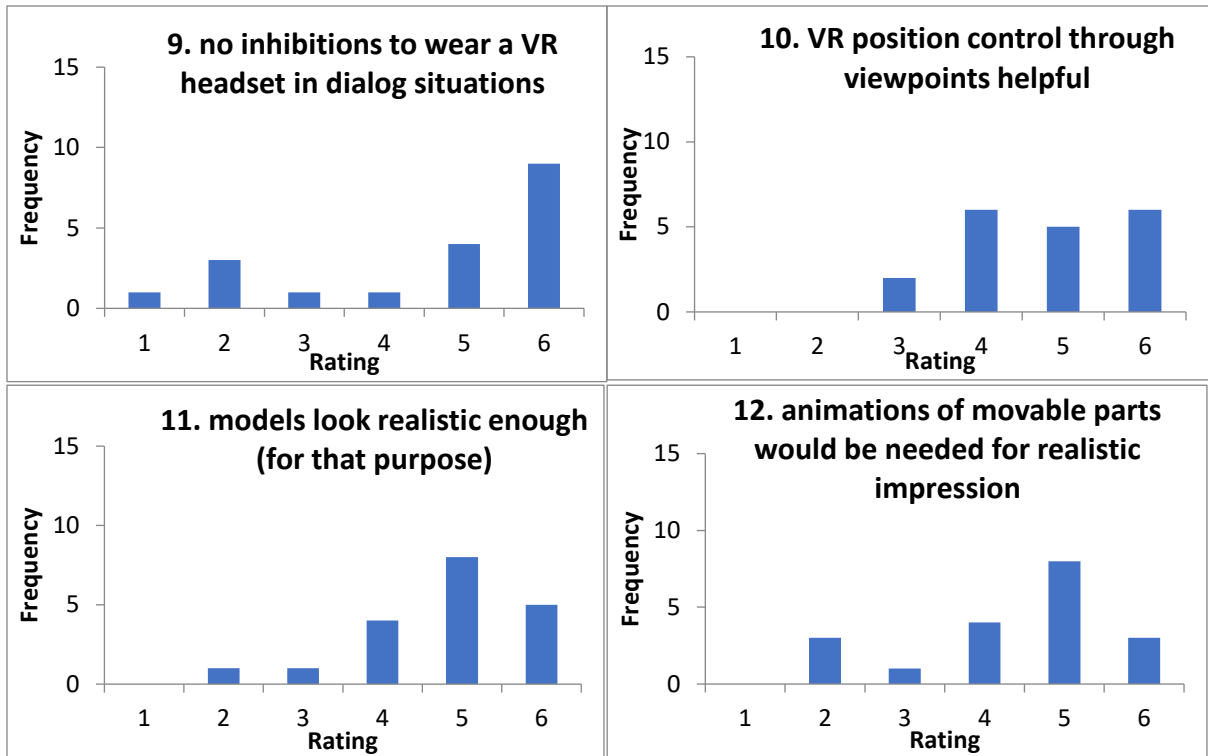 9. no inhibitions to wear a VR
headset in dialog situations
15
10
5
0
Frequency
1 2 3 4 5 6
Rating
10. VR position control through
viewpoints helpful
15
10
5
0
Frequency
1 2 3 4 5 6
Rating
11. models look realistic enough
(for that purpose)
15
10
5
0
Frequency
1 2 3 4 5 6
Rating
12. animations of movable parts
would be needed for realistic
impression
15
10
5
0
Frequency
1 2 3 4 5 6
Rating